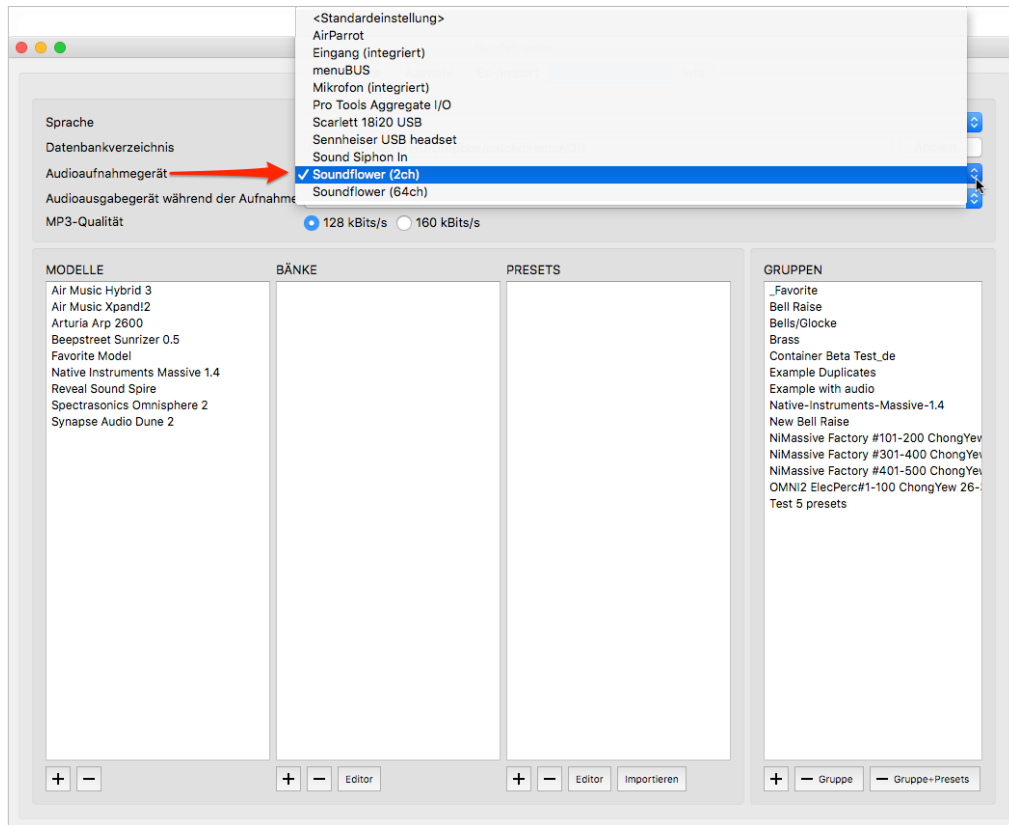 <Standardeinstellung>
AirParrot
Eingang (integriert)
menuBUS
Mikrofon (integriert)
Pro Tools Aggregate I/O
Scarlett 18i20 USB
Sennheiser USB headset
Sound Siphon In
✓ Soundflower (2ch)
Soundflower (64ch)
Sprache
Datenbankverzeichnis
Audioaufnahmegerät
Audioausgabegerät während der Aufnahme
MP3-Qualität
128 kBits/s 160 kBits/s
MODELLE
Air Music Hybrid 3
Air Music Xpand!2
Arturia Arp 2600
Beepstreet Sunrizer 0.5
Favorite Model
Native Instruments Massive 1.4
Reveal Sound Spire
Spectrasonics Omnisphere 2
Synapse Audio Dune 2
+ −
BÄNKE
+ − Editor
PRESETS
+ − Editor Importieren
GRUPPEN
_Favorite
Bell Raise
Bells/Glocke
Brass
Container Beta Test_de
Example Duplicates
Example with audio
Native-Instruments-Massive-1.4
New Bell Raise
NiMassive Factory #101-200 ChongYew
NiMassive Factory #301-400 ChongYew
NiMassive Factory #401-500 ChongYew
OMNI2 ElecPerc#1-100 ChongYew 26-
Test 5 presets
+ − Gruppe − Gruppe+Presets